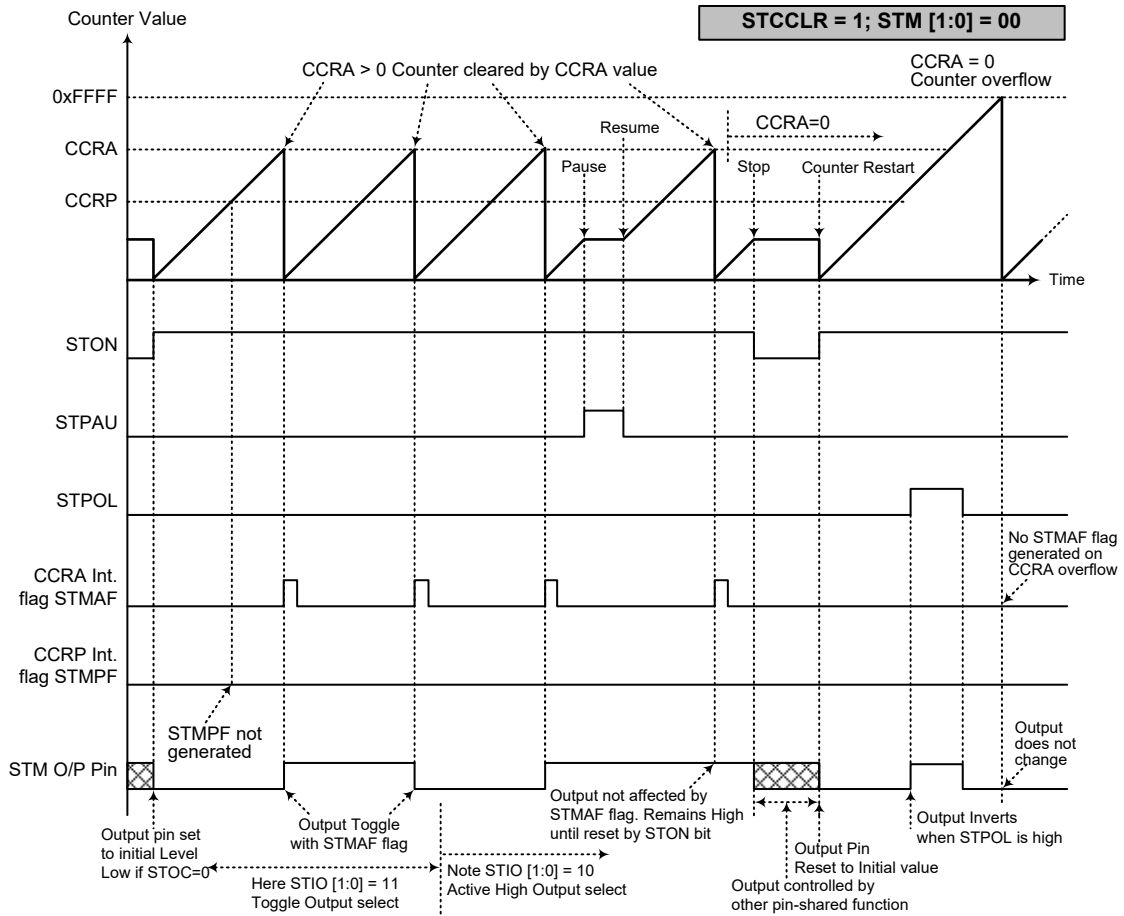 Counter Value
STCCLR = 1; STM [1:0] = 00
CCRA > 0 Counter cleared by CCRA value
CCRA = 0
Counter overflow
0xFFFF
CCRA
CCRP
Resume
CCRA=0
Pause
Stop
Counter Restart
Time
STON
STPAU
STPOL
No STMAF flag
generated on
CCRA overflow
CCRA Int.
flag STMAF
CCRP Int.
flag STMPF
STMPF not
generated
Output
does not
change
STM O/P Pin
Output pin set
to initial Level
Low if STOC=0
Output Toggle
with STMAF flag
Output not affected by
STMAF flag. Remains High
until reset by STON bit
Output Inverts
when STPOL is high
Output Pin
Reset to Initial value
Here STIO [1:0] = 11
Toggle Output select
Note STIO [1:0] = 10
Active High Output select
Output controlled by
other pin-shared function